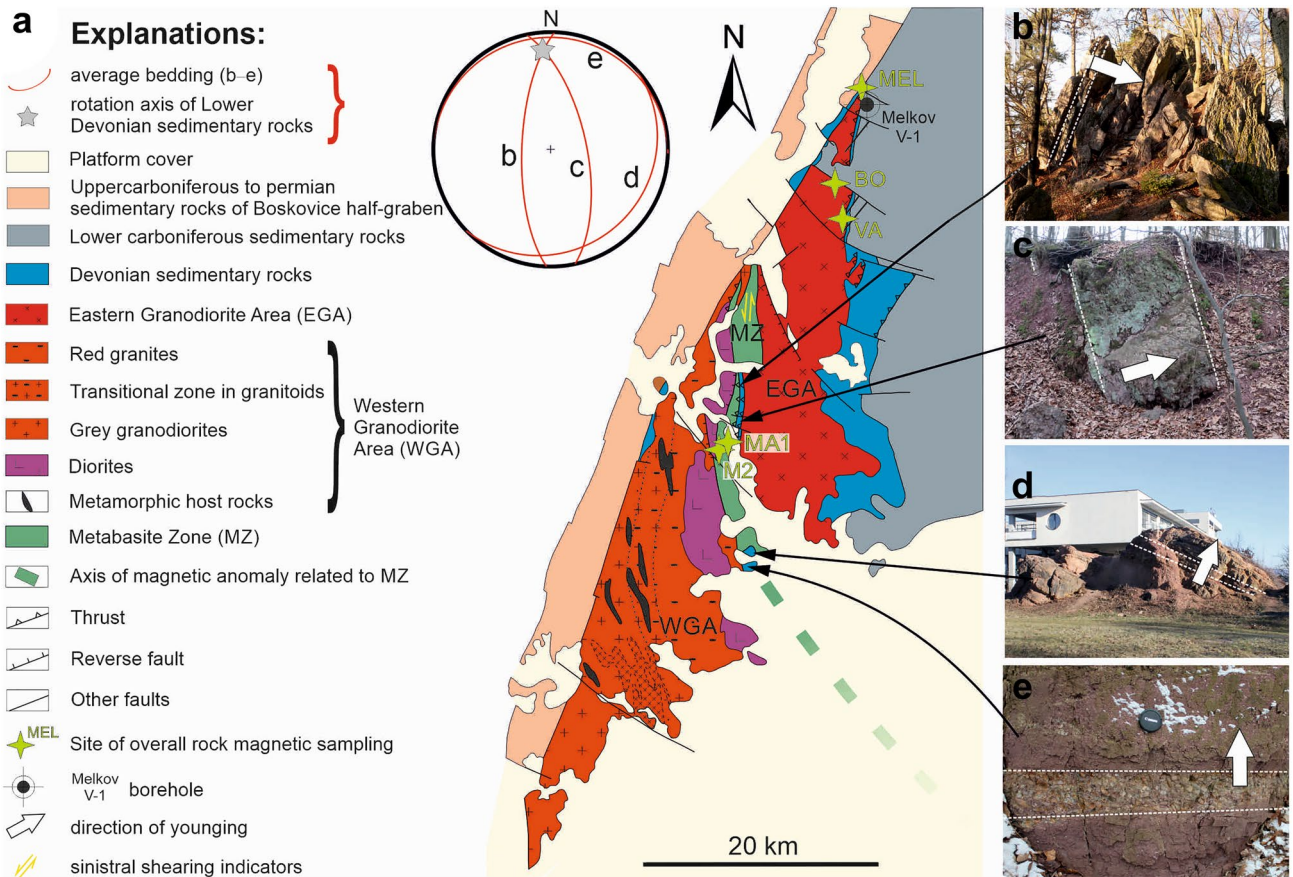 a
Explanations:
average bedding (b–e)
rotation axis of Lower
Devonian sedimentary rocks
Platform cover
Uppercarboniferous to permian
sedimentary rocks of Boskovice half-graben
Lower carboniferous sedimentary rocks
Devonian sedimentary rocks
Eastern Granodiorite Area (EGA)
Red granites
Transitional zone in granitoids
Grey granodiorites
Diorites
Metamorphic host rocks
Western
Granodiorite
Area (WGA)
Metabasite Zone (MZ)
Axis of magnetic anomaly related to MZ
Thrust
Reverse fault
Other faults
MEL
Site of overall rock magnetic sampling
Melkov
V-1
borehole
direction of younging
sinistral shearing indicators
N
e
b
c
d
N
MEL
Melkov
V-1
BO
VA
MZ
EGA
MA1
M2
WGA
20 km
b
c
d
e